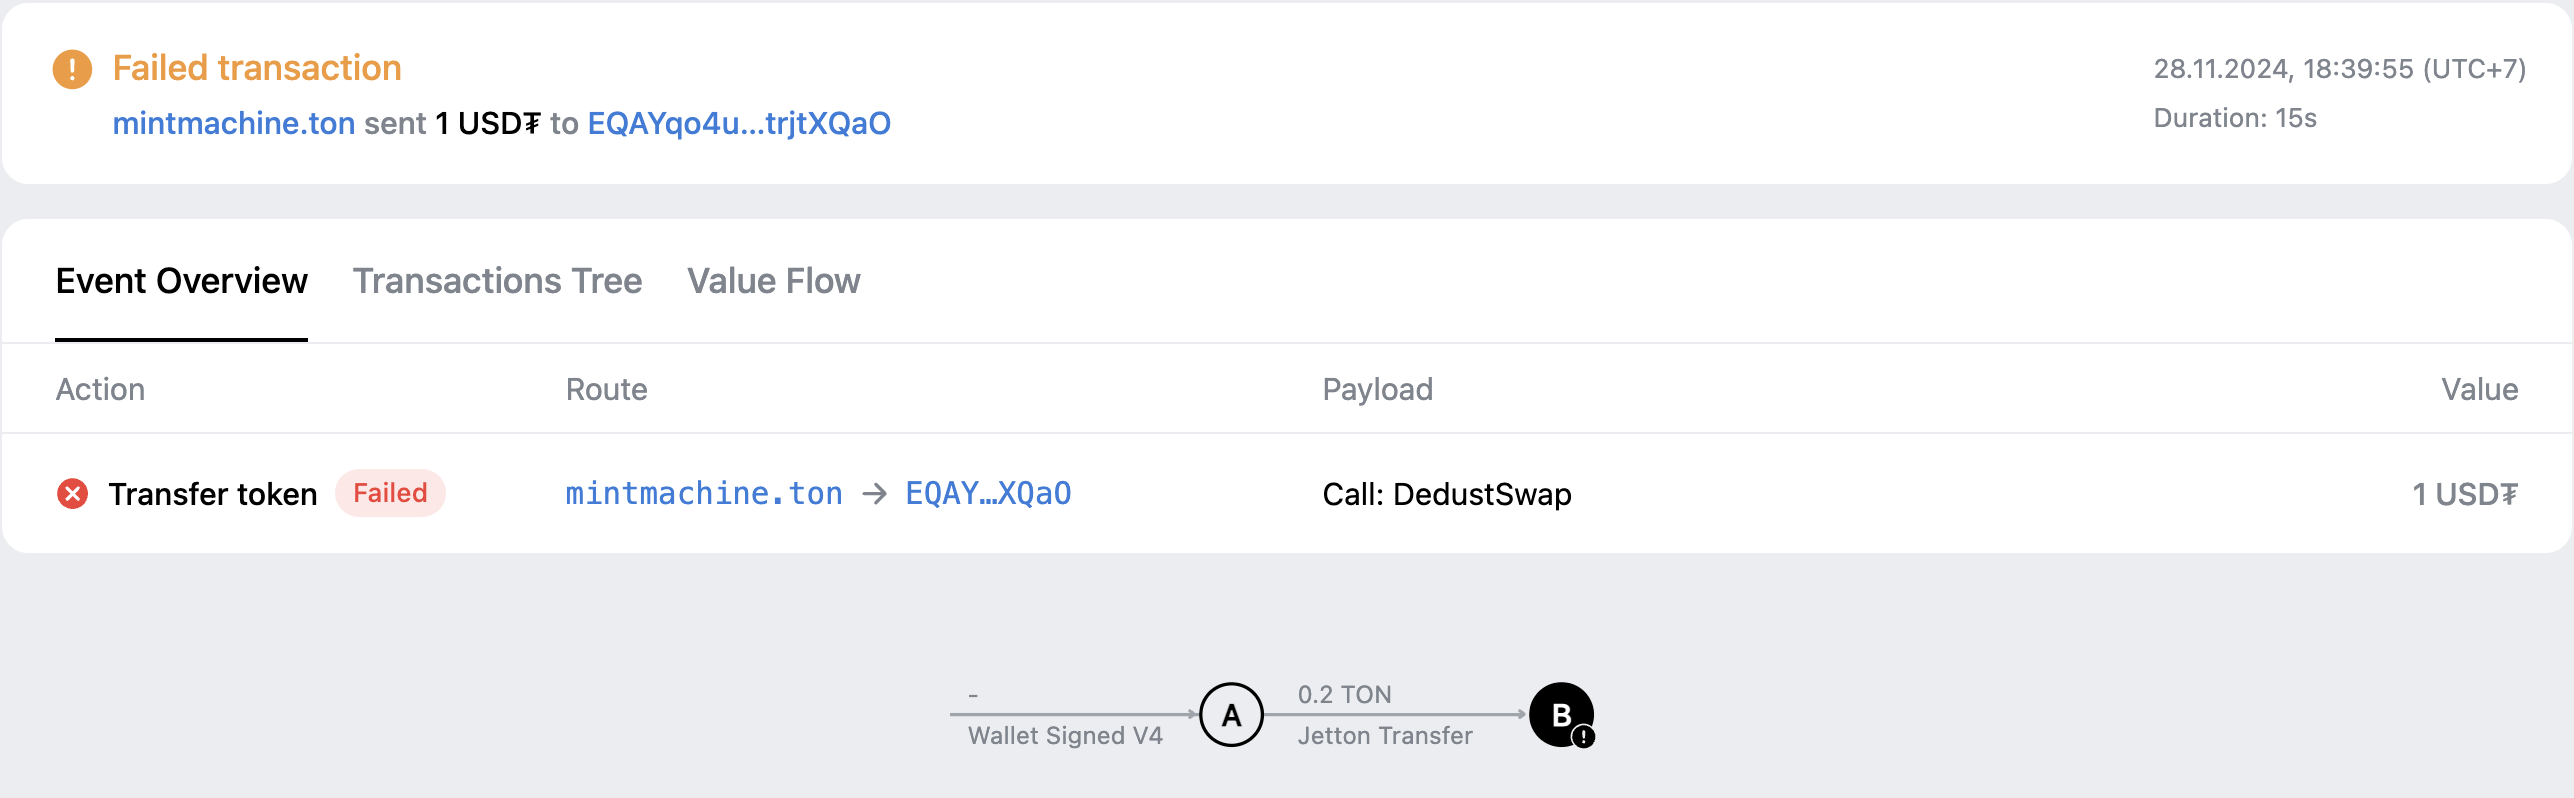 Failed transaction
mintmachine.ton sent 1 USD₮ to EQAYqo4u...trjtXQaO
28.11.2024, 18:39:55 (UTC+7)
Duration: 15s
Event Overview Transactions Tree Value Flow
Action Route Payload Value
Transfer token Failed mintmachine.ton → EQAY…XQaO Call: DedustSwap 1 USD₮
-
Wallet Signed V4
A
0.2 TON
Jetton Transfer
B